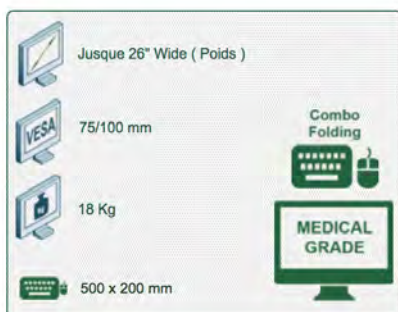 Jusque 26" Wide ( Poids )
VESA
75/100 mm
18 Kg
500 x 200 mm
Combo
Folding
MEDICAL
GRADE